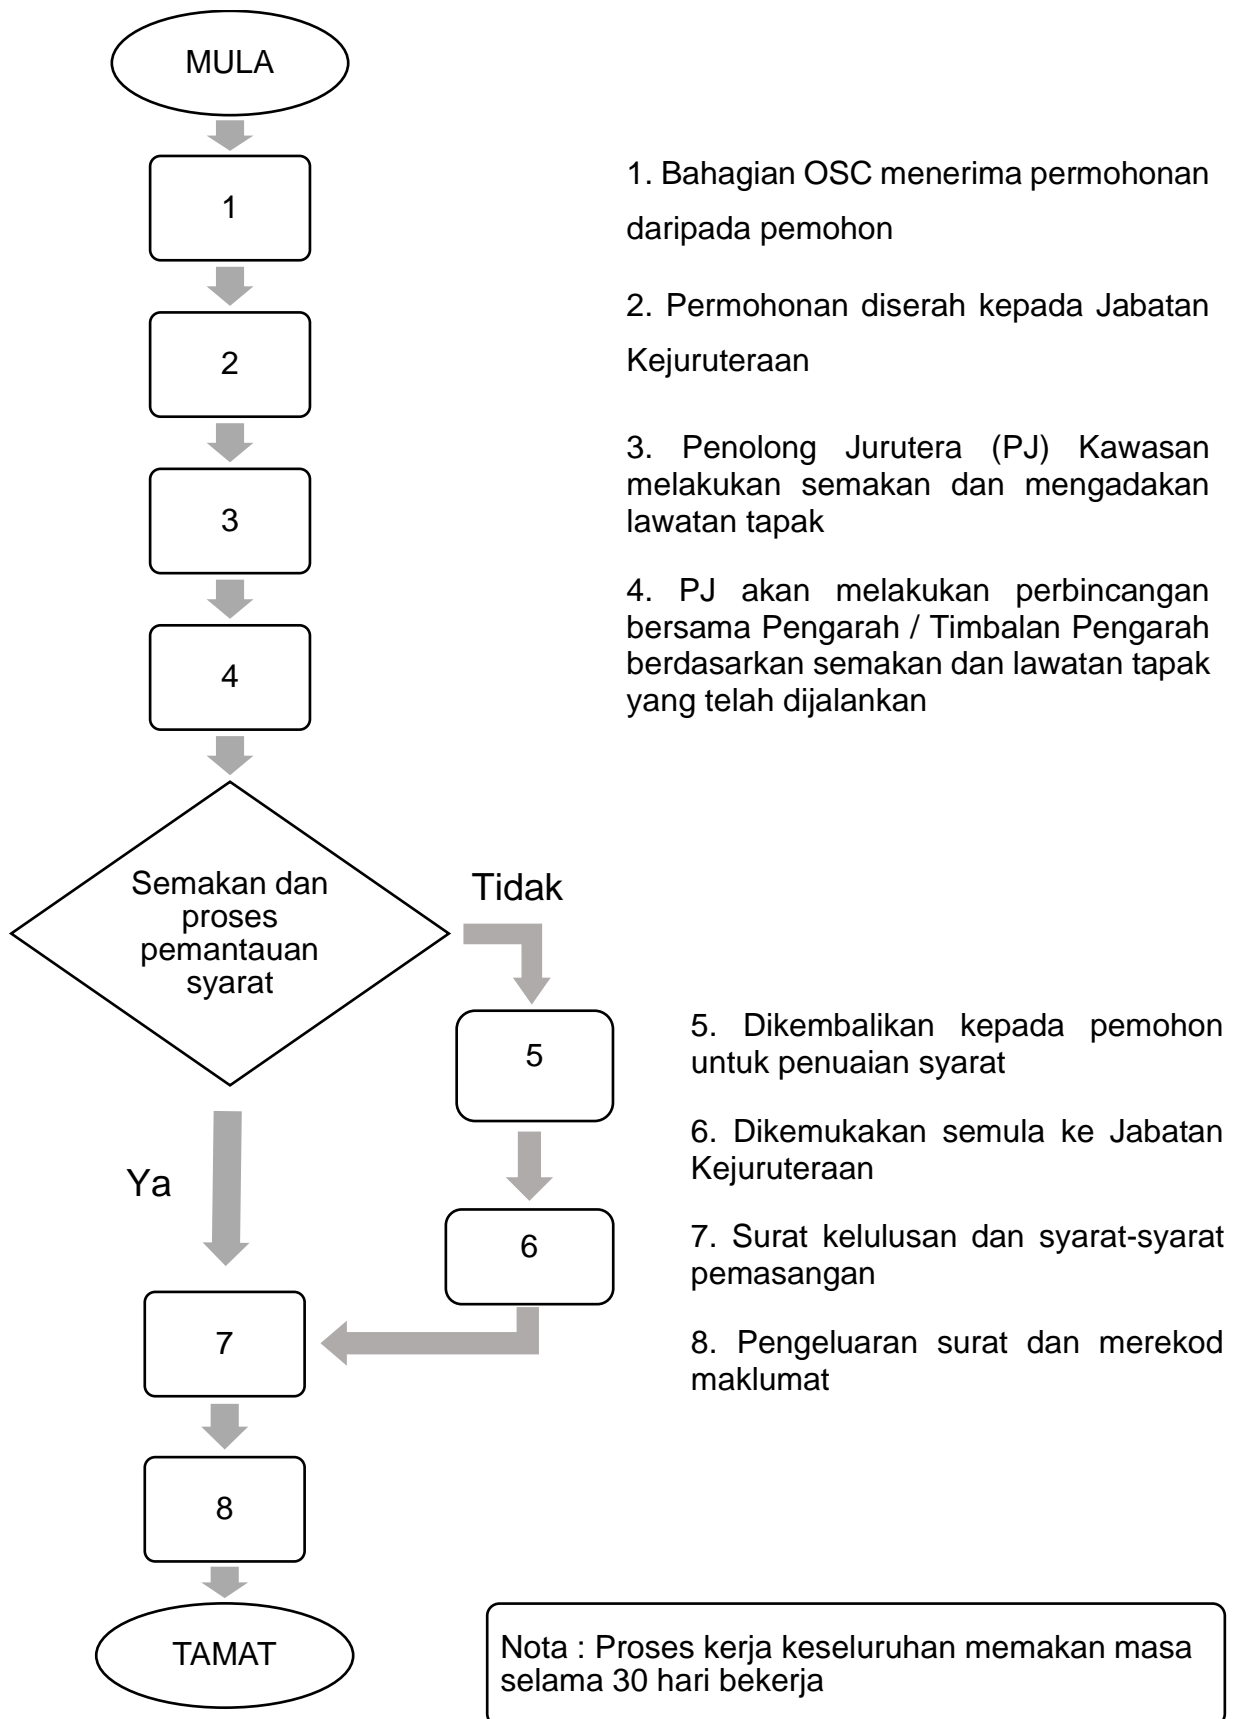 MULA
1
1. Bahagian OSC menerima permohonan
daripada pemohon
2
2. Permohonan diserah kepada Jabatan
Kejuruteraan
3
3. Penolong Jurutera (PJ) Kawasan
melakukan semakan dan mengadakan
lawatan tapak
4
4. PJ akan melakukan perbincangan
bersama Pengarah / Timbalan Pengarah
berdasarkan semakan dan lawatan tapak
yang telah dijalankan
Semakan dan
proses
pemantauan
syarat
Tidak
5
5. Dikembalikan kepada pemohon
untuk penuaian syarat
Ya
6
6. Dikemukakan semula ke Jabatan
Kejuruteraan
7
7. Surat kelulusan dan syarat-syarat
pemasangan
8
8. Pengeluaran surat dan merekod
maklumat
TAMAT
Nota : Proses kerja keseluruhan memakan masa
selama 30 hari bekerja